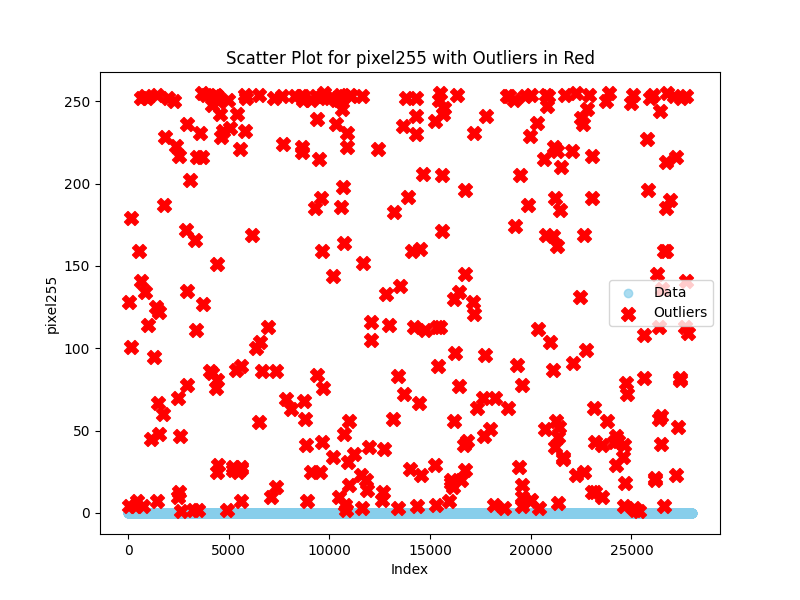 Scatter Plot for pixel255 with Outliers in Red
250
200
150
100
50
0
pixel255
Data
Outliers
0 5000 10000 15000 20000 25000
Index